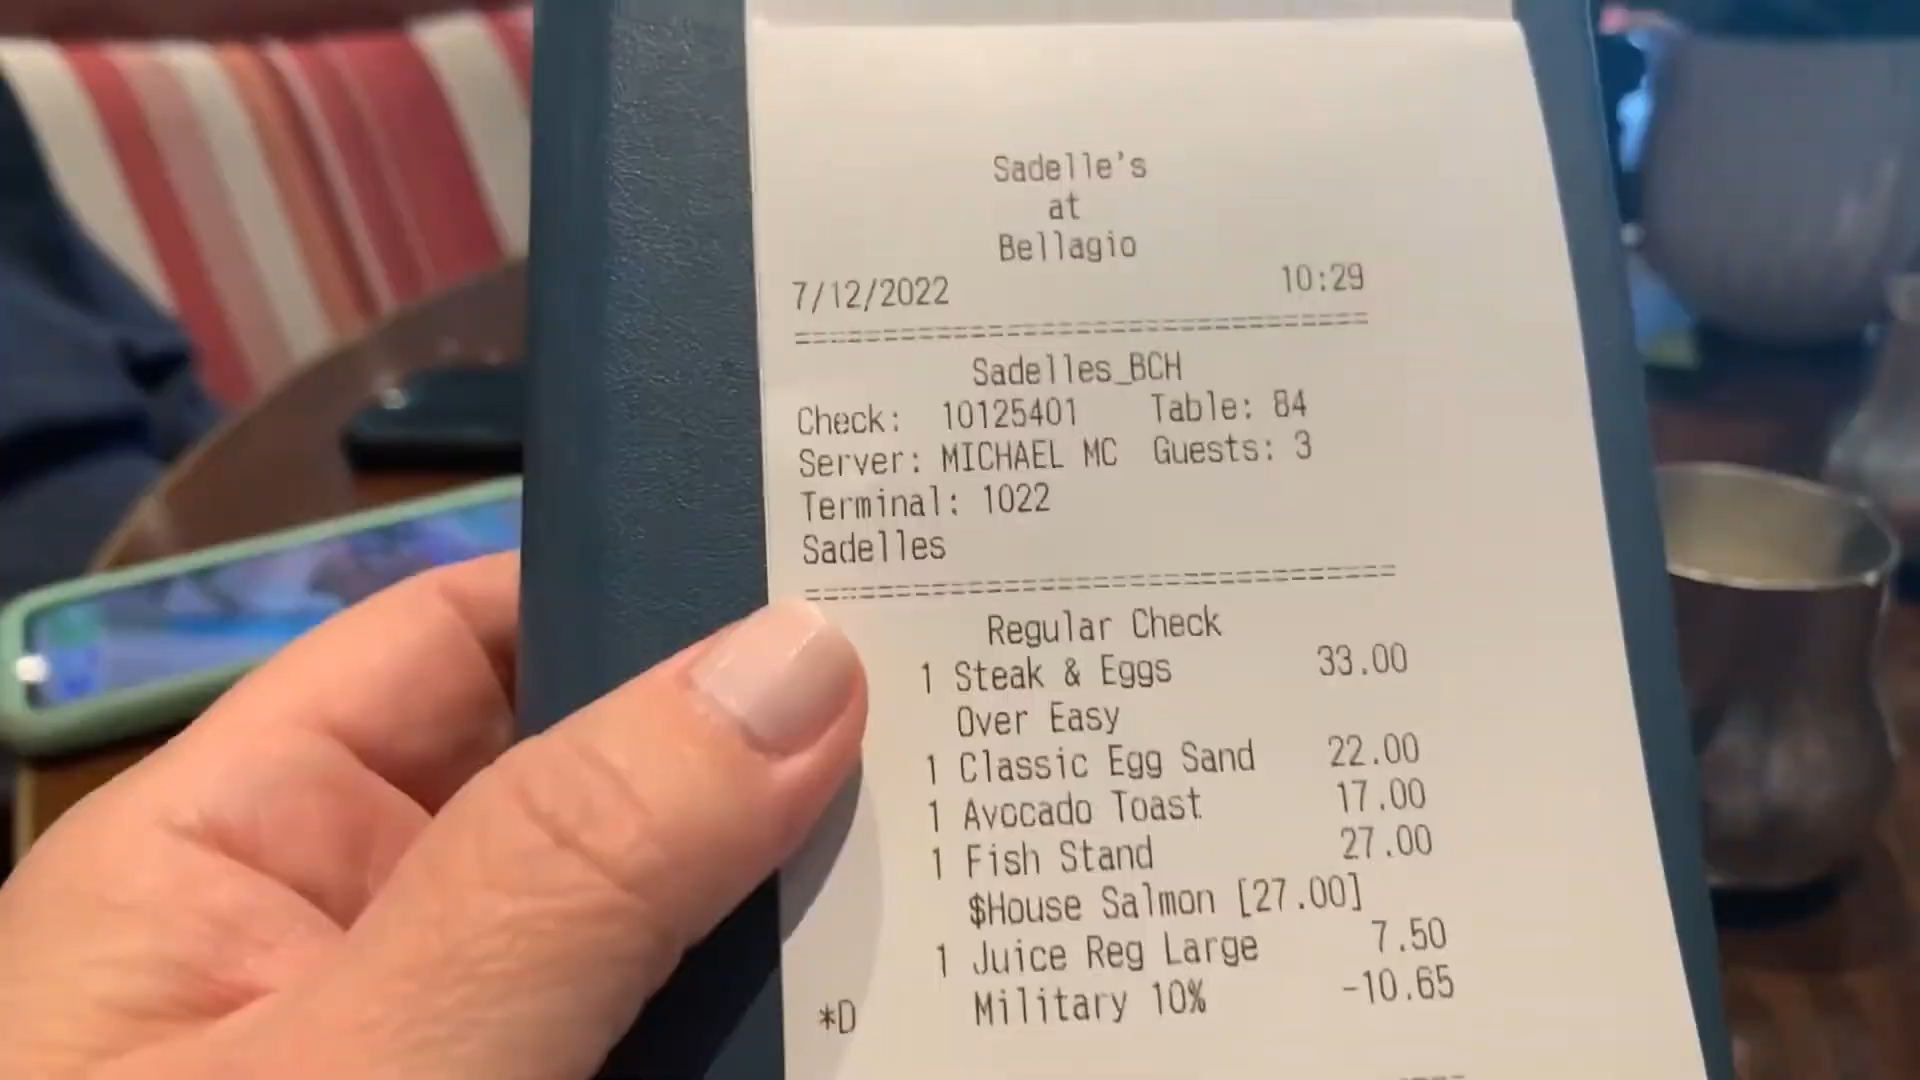 Sadelle's
at
Bellagio
7/12/2022 10:29
================================
Sadelles_BCH
Check: 10125401 Table: 84
Server: MICHAEL MC Guests: 3
Terminal: 1022
Sadelles
================================
Regular Check
1 Steak & Eggs 33.00
Over Easy
1 Classic Egg Sand 22.00
1 Avocado Toast 17.00
1 Fish Stand 27.00
$House Salmon [27.00]
1 Juice Reg Large 7.50
*D Military 10% -10.65